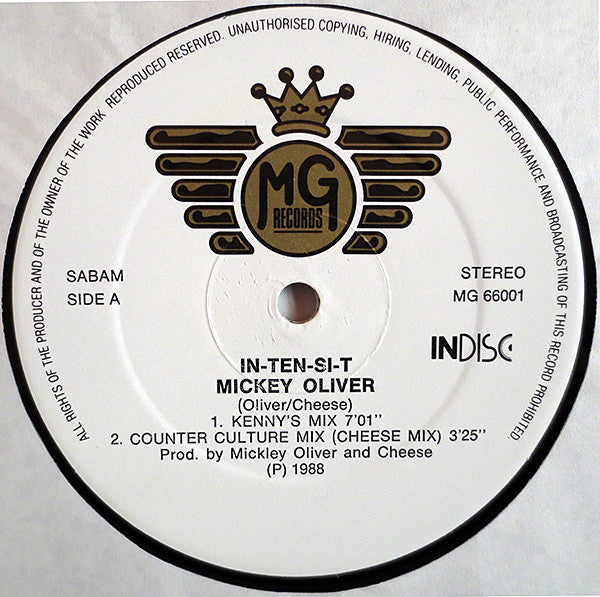 ALL RIGHTS OF THE PRODUCER AND OF THE OWNER OF THE WORK REPRODUCED RESERVED. UNAUTHORISED COPYING, HIRING, LENDING, PUBLIC PERFORMANCE AND BROADCASTING OF THIS RECORD PROHIBITED
MG
RECORDS
SABAM
SIDE A
STEREO
MG 66001
INDISC
IN-TEN-SI-T
MICKEY OLIVER
(Oliver/Cheese)
1. KENNY'S MIX 7'01"
2. COUNTER CULTURE MIX (CHEESE MIX) 3'25"
Prod. by Mickley Oliver and Cheese
(P) 1988